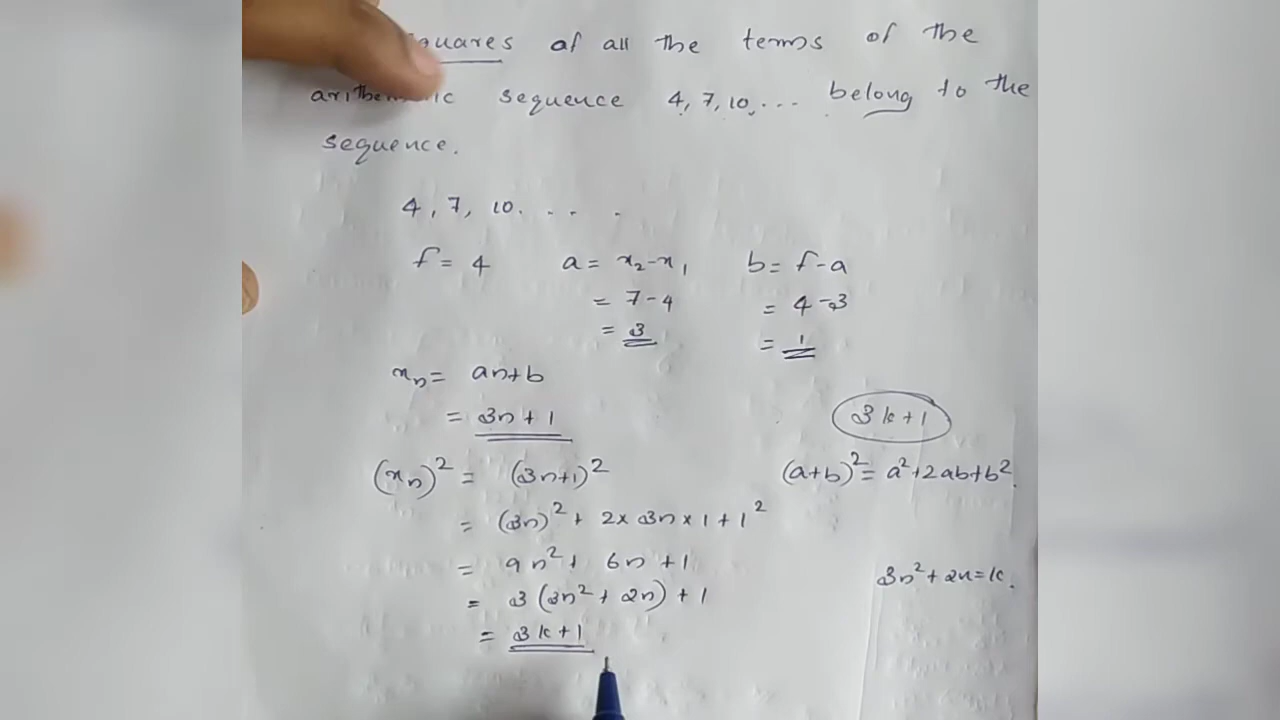 squares of all the terms of the
arithemetic sequence 4, 7, 10, ... belong to the
sequence.
4, 7, 10. . . .
f = 4 a = x₂-x₁ b = f-a
= 7-4 = 4-3
= 3 = 1
xₙ = an+b
= 3n+1 3k+1
(xₙ)² = (3n+1)² (a+b)² = a²+2ab+b².
= (3n)² + 2×3n×1+1²
= 9n² + 6n +1 3n²+2n=k.
= 3(3n²+2n)+1
= 3k+1